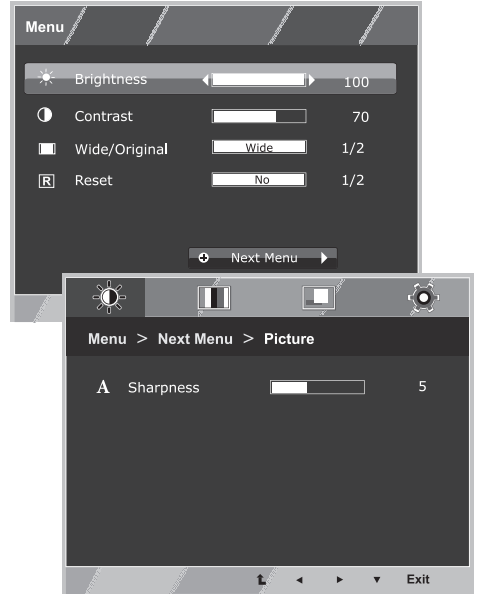 Menu
Brightness 100
Contrast 70
Wide/Original Wide 1/2
R Reset No 1/2
Next Menu
Menu > Next Menu > Picture
A Sharpness 5
Exit